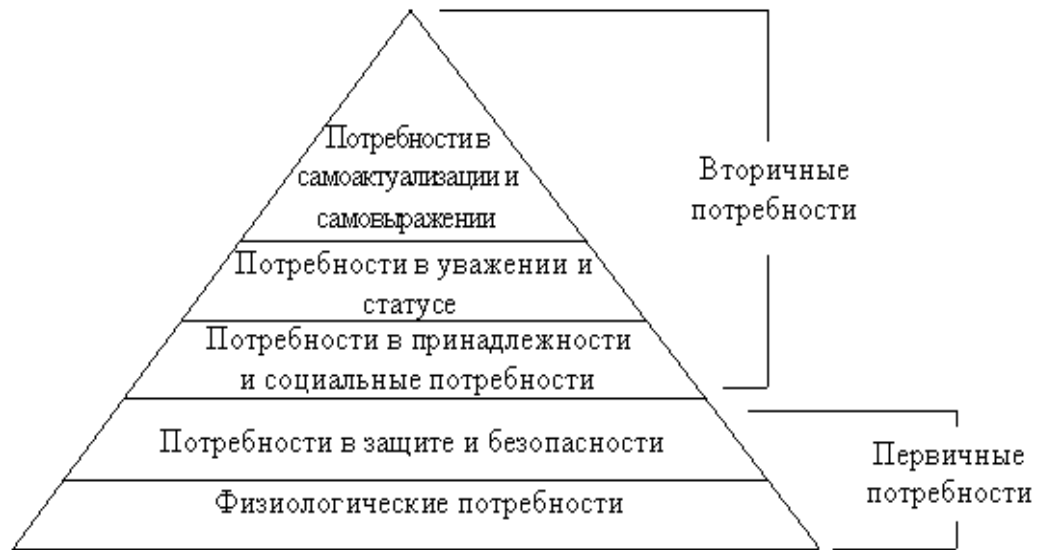 Потребности в
самоактуализации и
самовыражении
Вторичные
потребности
Потребности в уважении и
статусе
Потребности в принадлежности
и социальные потребности
Потребности в защите и безопасности
Первичные
потребности
Физиологические потребности